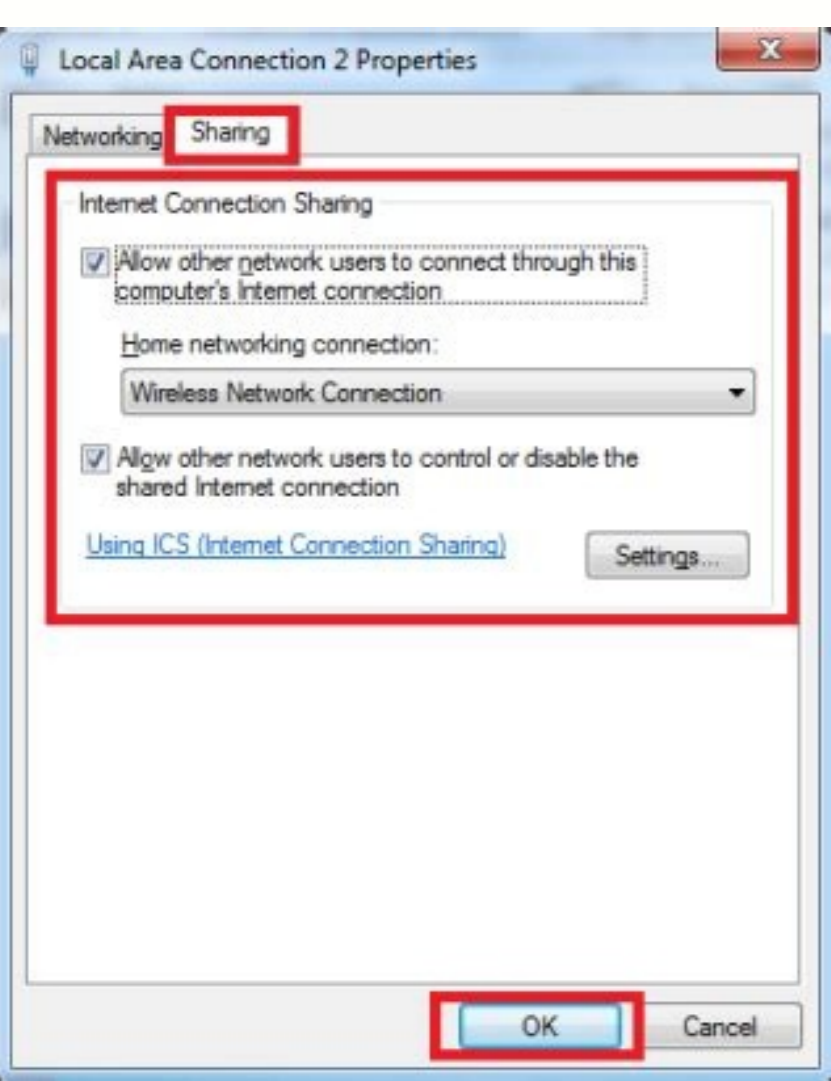 Local Area Connection 2 Properties
X
Networking Sharing
Internet Connection Sharing
Allow other network users to connect through this
computer's Internet connection
Home networking connection:
Wireless Network Connection
Allow other network users to control or disable the
shared Internet connection
Using ICS (Internet Connection Sharing)
Settings...
OK Cancel